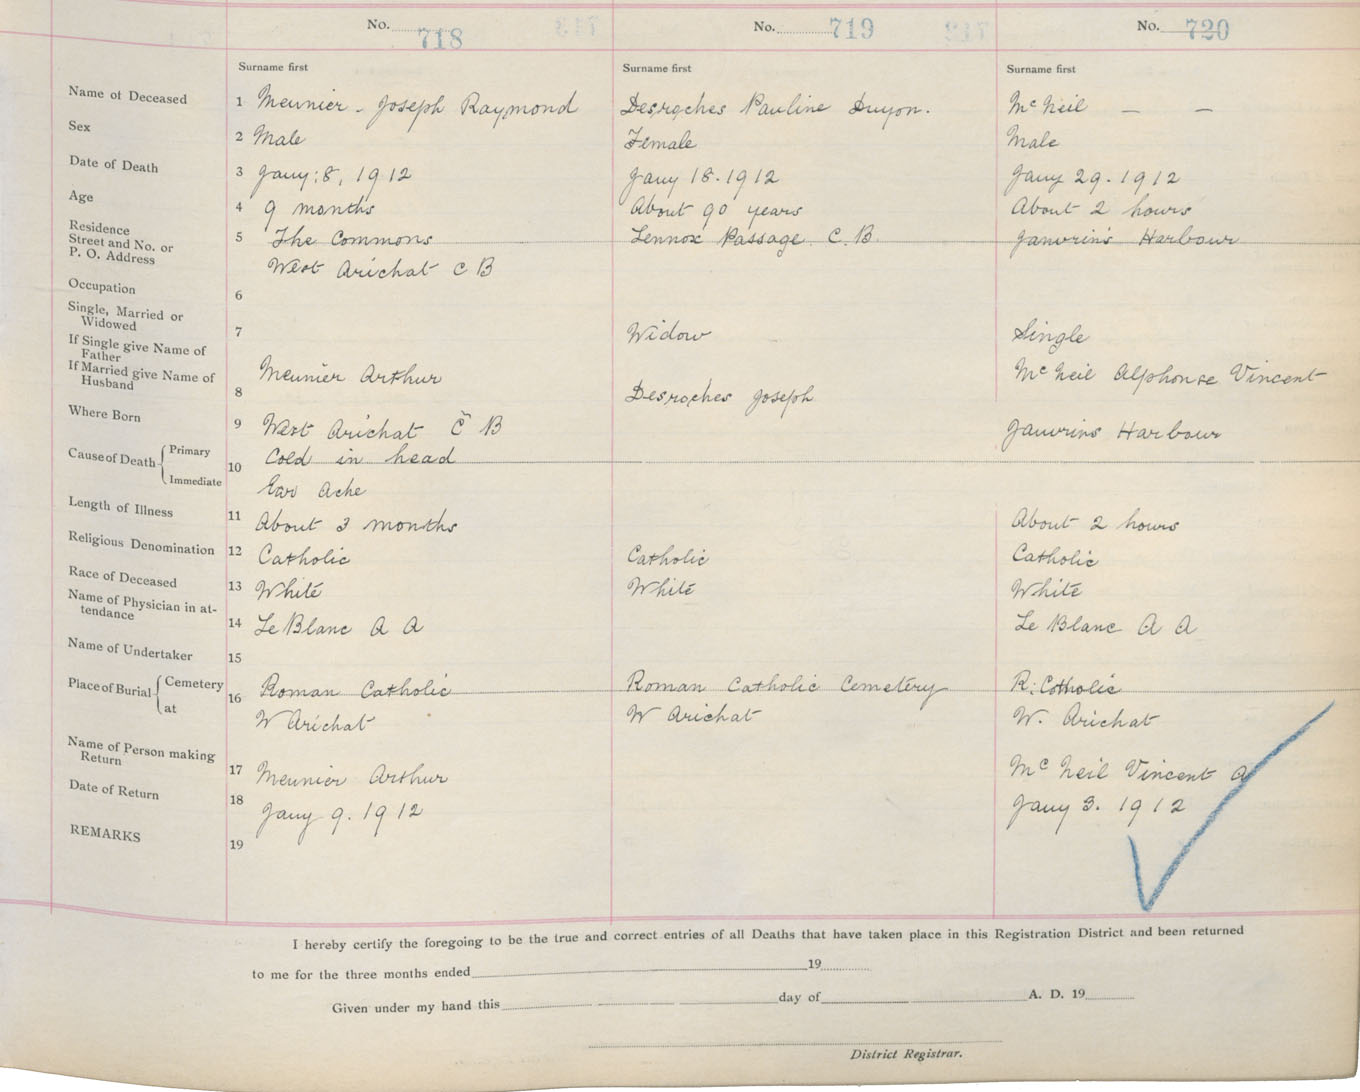 No. 718 No. 719 No. 720
Surname first Surname first Surname first
Name of Deceased 1 Meunier - Joseph Raymond Desroches Pauline Duyon. McNeil — —
Sex 2 Male Female Male
Date of Death 3 Jany: 8, 1912 Jany 18. 1912 Jany 29. 1912
Age 4 9 months About 90 years About 2 hours
Residence
Street and No. or 5 The Commons Lennox Passage C. B. Janvrins Harbour
P. O. Address
West Arichat C B
Occupation 6
Single, Married or
Widowed 7 Widow Single
If Single give Name of
Father
If Married give Name of
Husband 8 Meunier Arthur Desroches Joseph McNeil Alphonse Vincent
Where Born 9 West Arichat C B Janvrins Harbour
Cause of Death Primary 10 Cold in head
Immediate Ear Ache
Length of Illness 11 About 3 months About 2 hours
Religious Denomination 12 Catholic Catholic Catholic
Race of Deceased 13 White White White
Name of Physician in at-
tendance 14 Le Blanc A A Le Blanc A A
Name of Undertaker 15
Place of Burial Cemetery 16 Roman Catholic Roman Catholic Cemetery R. Catholic
at W Arichat W Arichat W. Arichat
Name of Person making
Return 17 Meunier Arthur McNeil Vincent A
Date of Return 18 Jany 9. 1912 Jany 3. 1912
REMARKS 19
I hereby certify the foregoing to be the true and correct entries of all Deaths that have taken place in this Registration District and been returned
to me for the three months ended 19
Given under my hand this day of A. D. 19
District Registrar.